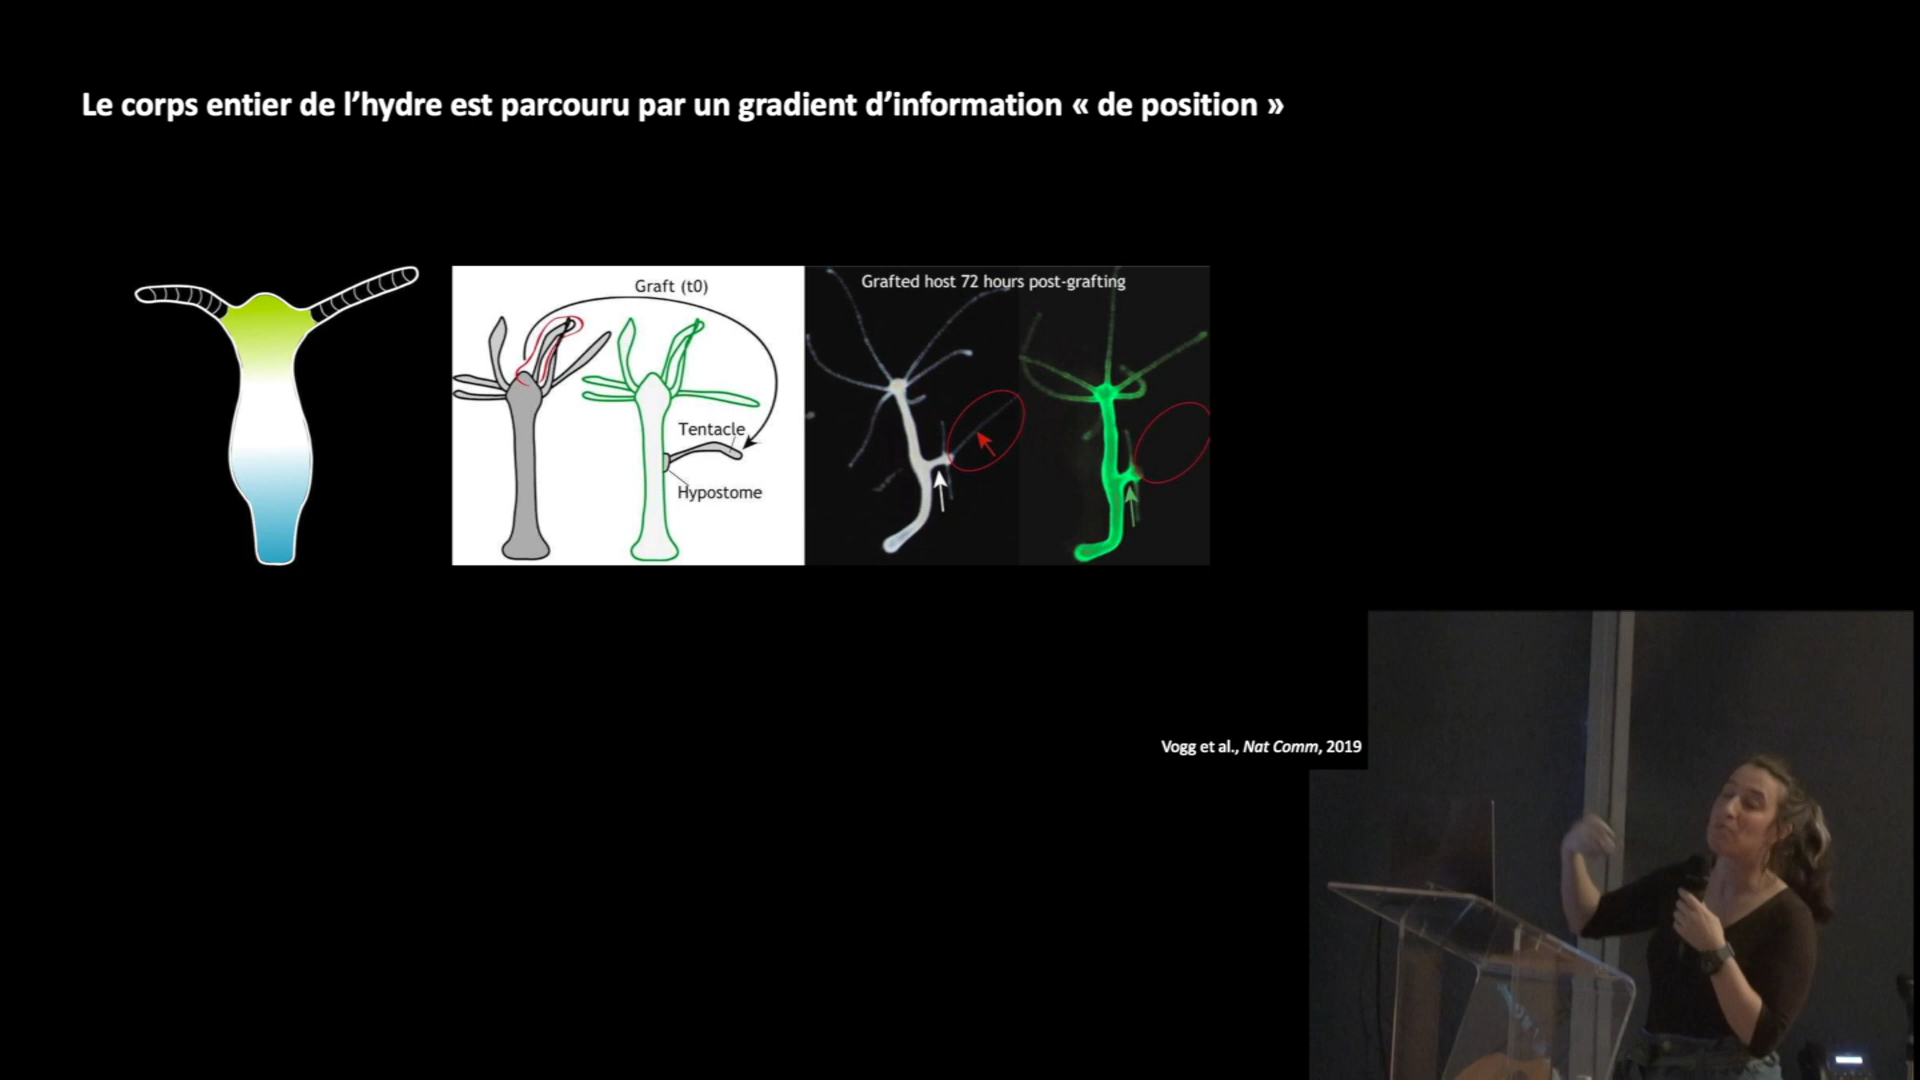 Le corps entier de l’hydre est parcouru par un gradient d’information « de position »
Graft (t0)
Tentacle
Hypostome
Grafted host 72 hours post-grafting
Vogg et al., Nat Comm, 2019